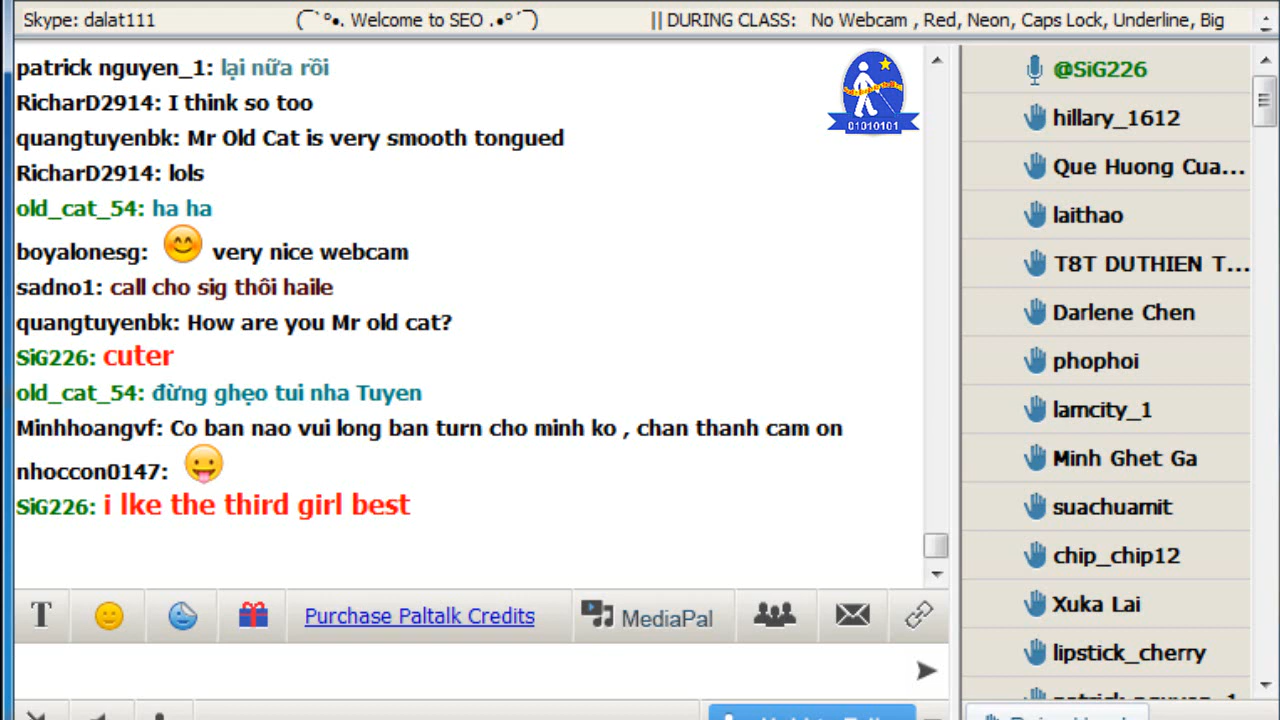 Skype: dalat111 (¯`°•. Welcome to SEO .•°´¯) || DURING CLASS: No Webcam , Red, Neon, Caps Lock, Underline, Big
patrick nguyen_1: lại nữa rồi
RicharD2914: I think so too
quangtuyenbk: Mr Old Cat is very smooth tongued
RicharD2914: lols
old_cat_54: ha ha
boyalonesg: very nice webcam
sadno1: call cho sig thôi haile
quangtuyenbk: How are you Mr old cat?
SiG226: cuter
old_cat_54: đừng ghẹo tui nha Tuyen
Minhhoangvf: Co ban nao vui long ban turn cho minh ko , chan thanh cam on
nhoccon0147:
SiG226: i lke the third girl best
01010101
@SiG226
hillary_1612
Que Huong Cua...
laithao
T8T DUTHIEN T...
Darlene Chen
phophoi
lamcity_1
Minh Ghet Ga
suachuamit
chip_chip12
Xuka Lai
lipstick_cherry
patrick nguyen_1
T Purchase Paltalk Credits MediaPal